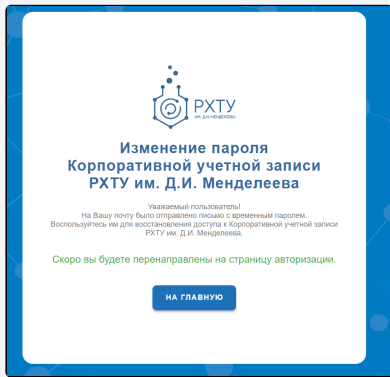 РХТУ
ИМ. Д.И. МЕНДЕЛЕЕВА
Изменение пароля
Корпоративной учетной записи
РХТУ им. Д.И. Менделеева
Уважаемый пользователь!
На Вашу почту было отправлено письмо с временным паролем.
Воспользуйтесь им для восстановления доступа к Корпоративной учетной записи
РХТУ им. Д.И. Менделеева.
Скоро вы будете перенаправлены на страницу авторизации.
НА ГЛАВНУЮ